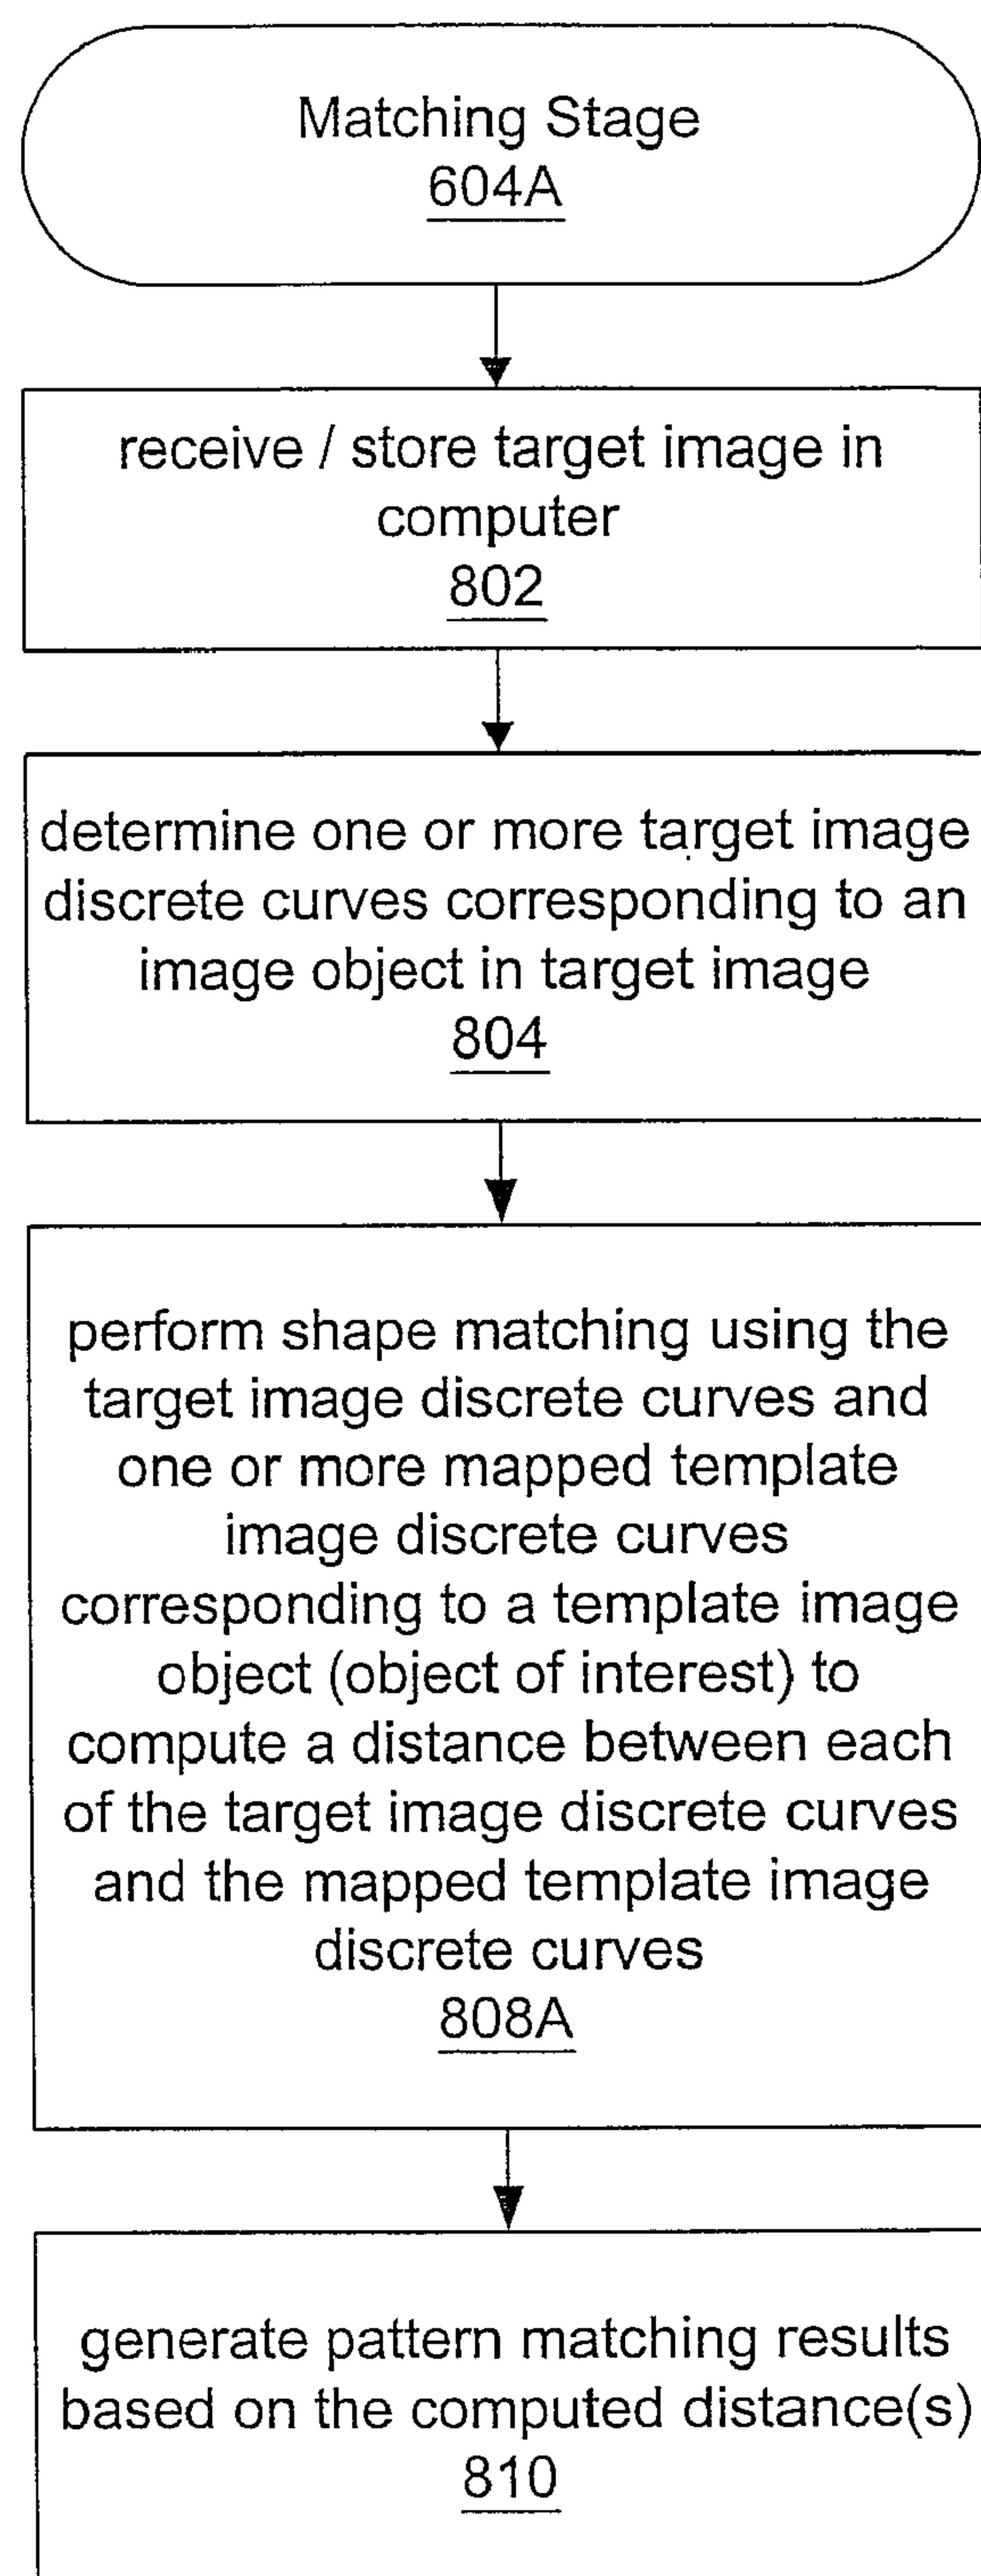 Matching Stage
604A
receive / store target image in
computer
802
determine one or more target image
discrete curves corresponding to an
image object in target image
804
perform shape matching using the
target image discrete curves and
one or more mapped template
image discrete curves
corresponding to a template image
object (object of interest) to
compute a distance between each
of the target image discrete curves
and the mapped template image
discrete curves
808A
generate pattern matching results
based on the computed distance(s)
810